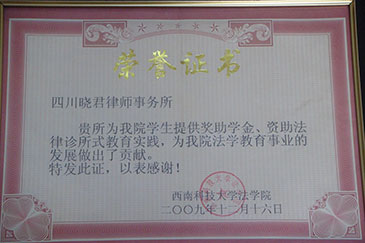 荣誉证书
四川晓君律师事务所
贵所为我院学生提供奖助学金、资助法
律诊所式教育实践，为我院法学教育事业的
发展做出了贡献。
特发此证，以表感谢！
西南科技大学法学院
二〇〇九年十二月十六日